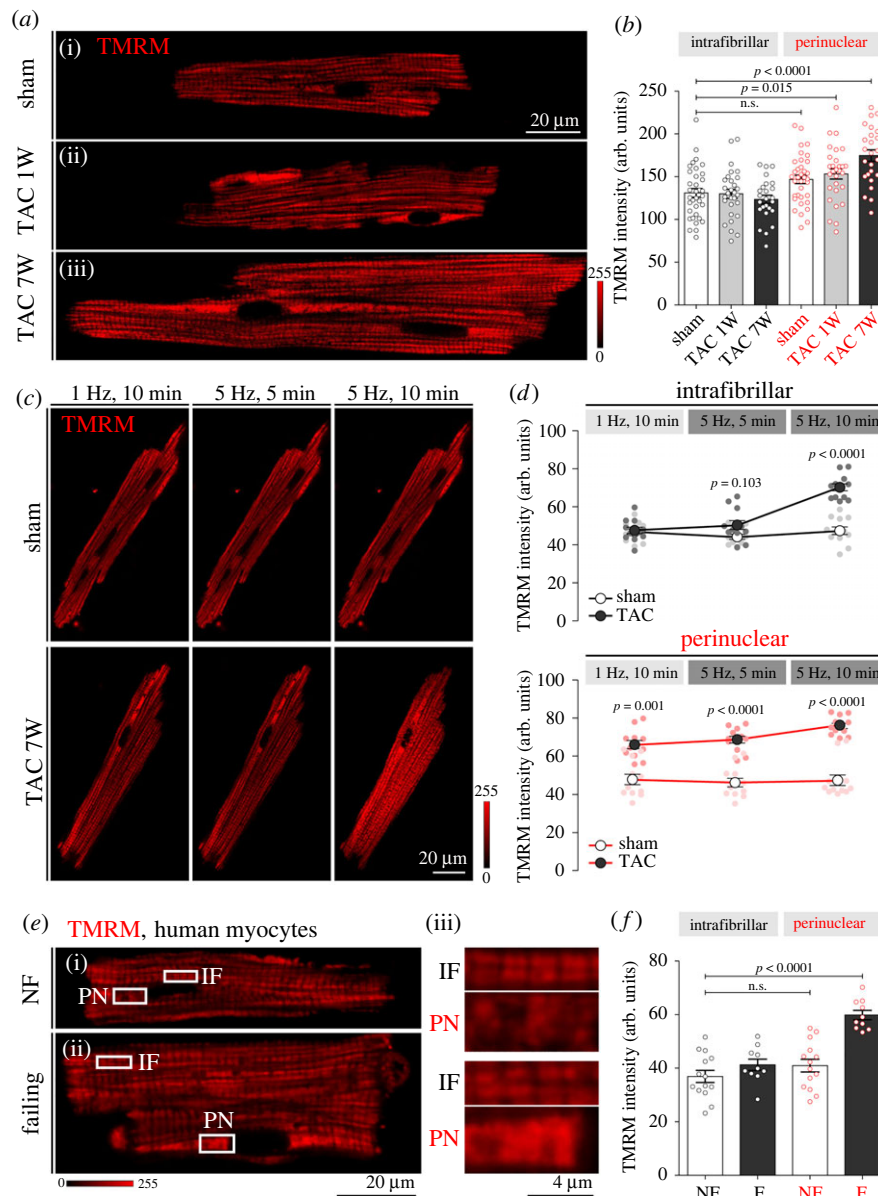 (a)
(i)
TMRM
sham
20 µm
(ii)
TAC 1W
(iii)
TAC 7W
255
0
(b)
intrafibrillar
perinuclear
p < 0.0001
p = 0.015
n.s.
TMRM intensity (arb. units)
250
200
150
100
50
0
sham
TAC 1W
TAC 7W
sham
TAC 1W
TAC 7W
(c)
1 Hz, 10 min
5 Hz, 5 min
5 Hz, 10 min
TMRM
sham
TAC 7W
255
0
20 µm
(d)
intrafibrillar
1 Hz, 10 min
5 Hz, 5 min
5 Hz, 10 min
p < 0.0001
p = 0.103
TMRM intensity (arb. units)
100
80
60
40
20
0
sham
TAC
perinuclear
1 Hz, 10 min
5 Hz, 5 min
5 Hz, 10 min
p = 0.001
p < 0.0001
p < 0.0001
TMRM intensity (arb. units)
100
80
60
40
20
0
sham
TAC
(e)
TMRM, human myocytes
(i)
NF
IF
PN
(ii)
failing
IF
PN
0
255
20 µm
(iii)
IF
PN
IF
PN
4 µm
(f)
intrafibrillar
perinuclear
p < 0.0001
n.s.
TMRM intensity (arb. units)
80
60
40
20
0
NF
F
NF
F